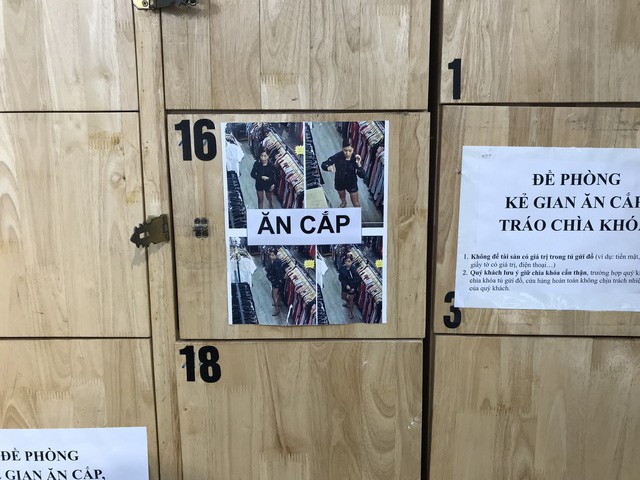 1
16
ĂN CẮP
ĐỀ PHÒNG
KẺ GIAN ĂN CẮP
TRÁO CHÌA KHÓA
1. Không để tài sản có giá trị trong tủ gửi đồ (ví dụ: tiền mặt,
giấy tờ có giá trị, điện thoại…)
2. Quý khách lưu ý giữ chìa khóa cẩn thận, trường hợp quý k
chìa khóa tủ gửi đồ, cửa hàng hoàn toàn không chịu trách nhiệ
của quý khách.
3
18
ĐỀ PHÒNG
GIAN ĂN CẮP,